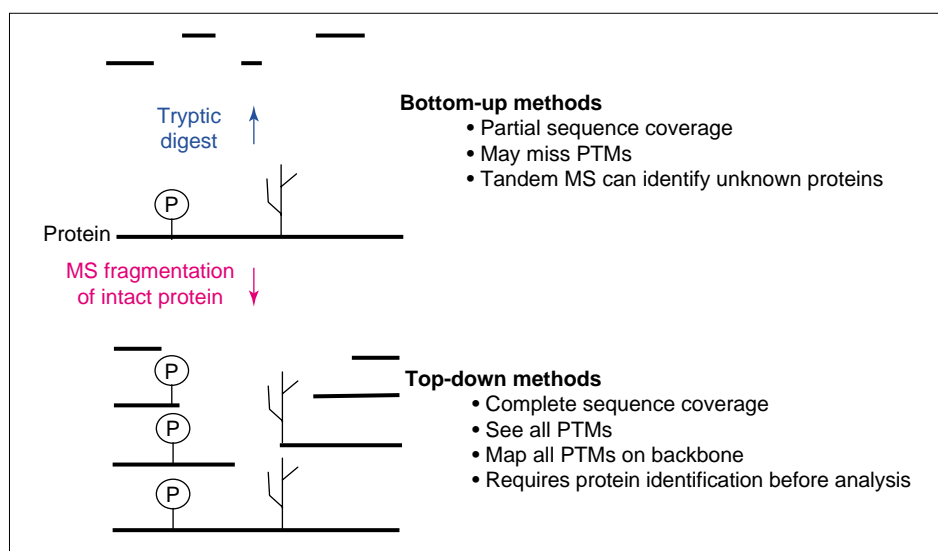 Bottom-up methods
• Partial sequence coverage
• May miss PTMs
• Tandem MS can identify unknown proteins
Tryptic
digest
P
Protein
MS fragmentation
of intact protein
P
P
P
Top-down methods
• Complete sequence coverage
• See all PTMs
• Map all PTMs on backbone
• Requires protein identification before analysis